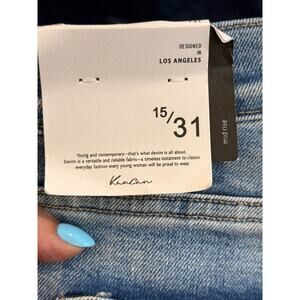 DESIGNED
IN
LOS ANGELES
15/31
mid rise
Young and contemporary–that's what denim is all about.
Denim is a versatile and reliable fabric–a timeless testament to classic
everyday fashion every young woman will be proud to wear.
KanCan